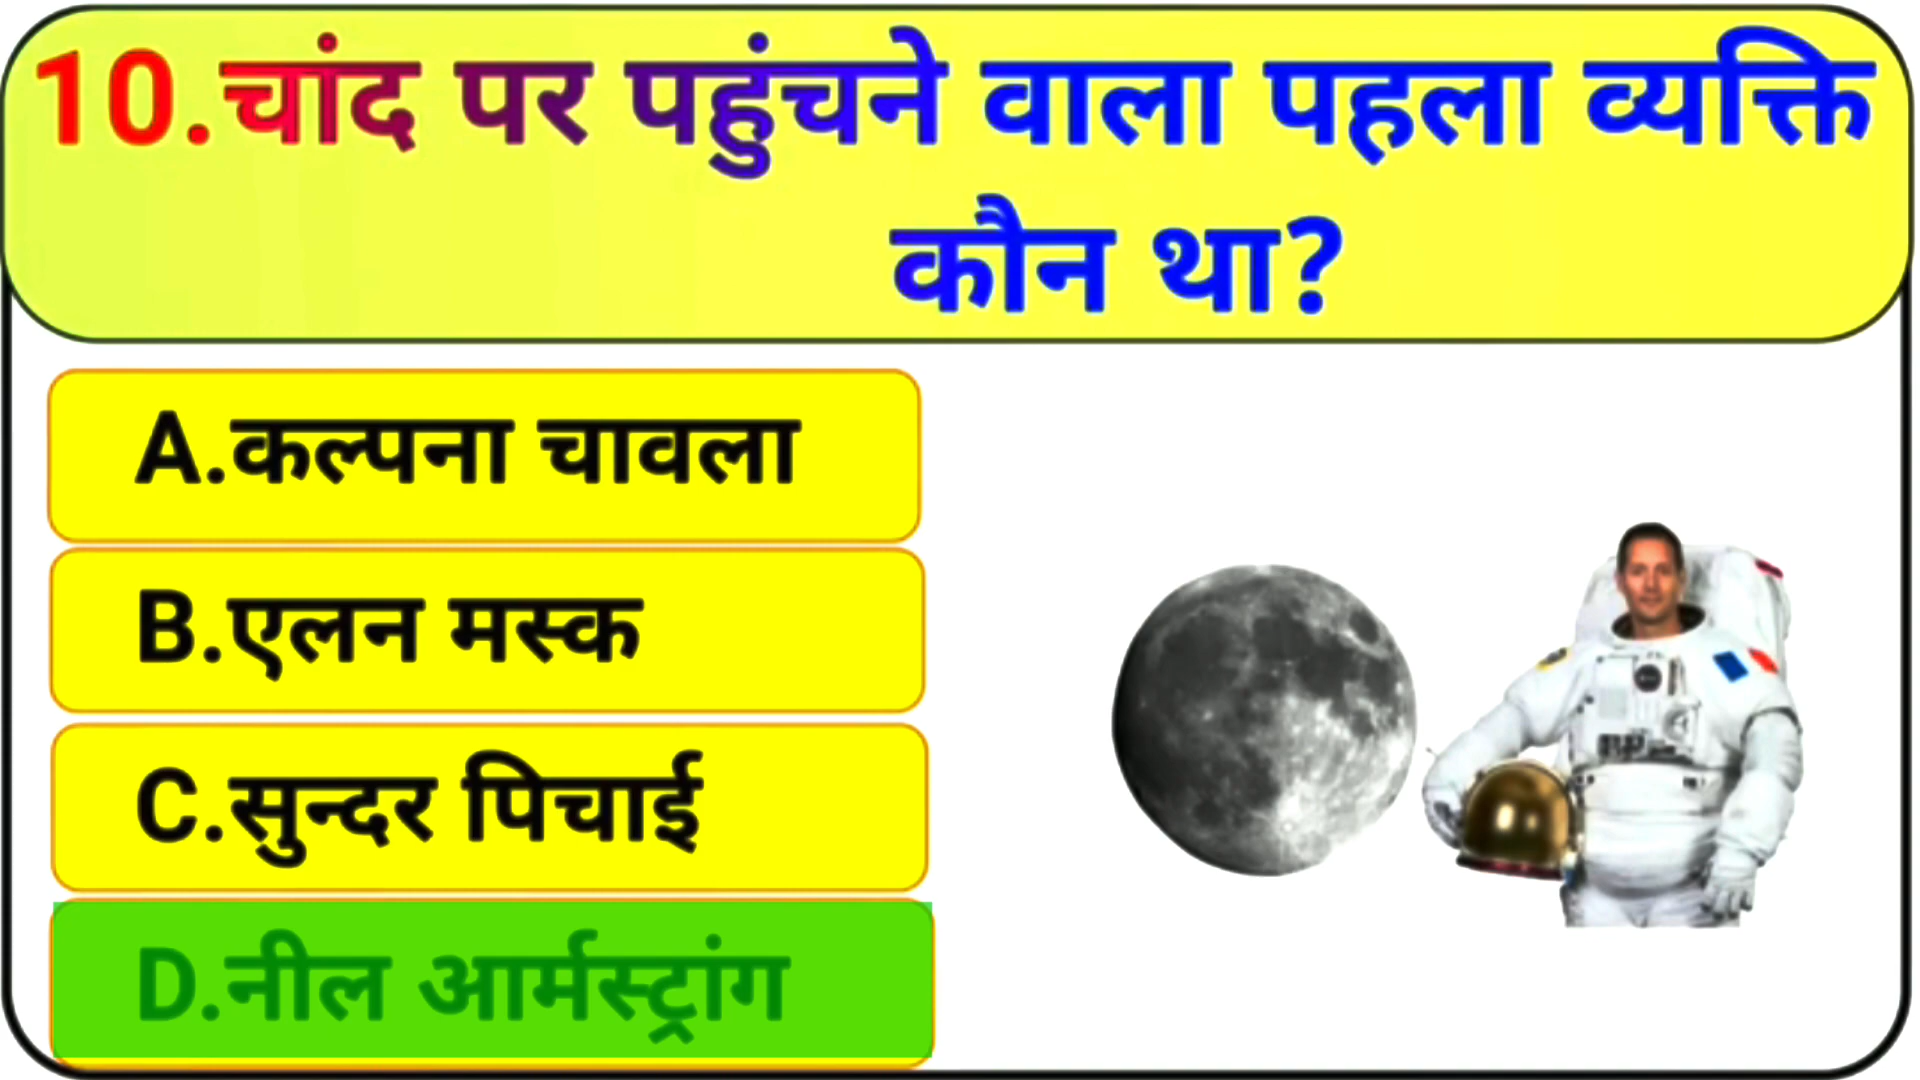 10.चांद पर पहुंचने वाला पहला व्यक्ति
कौन था?
A.कल्पना चावला
B.एलन मस्क
C.सुन्दर पिचाई
D.नील आर्मस्ट्रांग